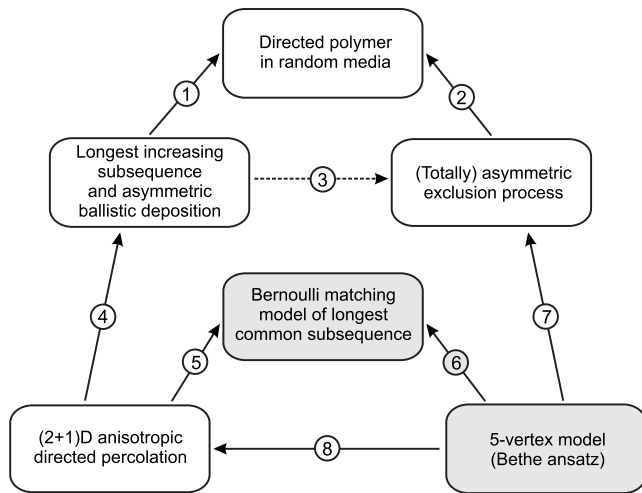 Directed polymer
in random media
1
2
Longest increasing
subsequence
and asymmetric
ballistic deposition
3
(Totally) asymmetric
exclusion process
4
Bernoulli matching
model of longest
common subsequence
7
5
6
(2+1)D anisotropic
directed percolation
8
5-vertex model
(Bethe ansatz)